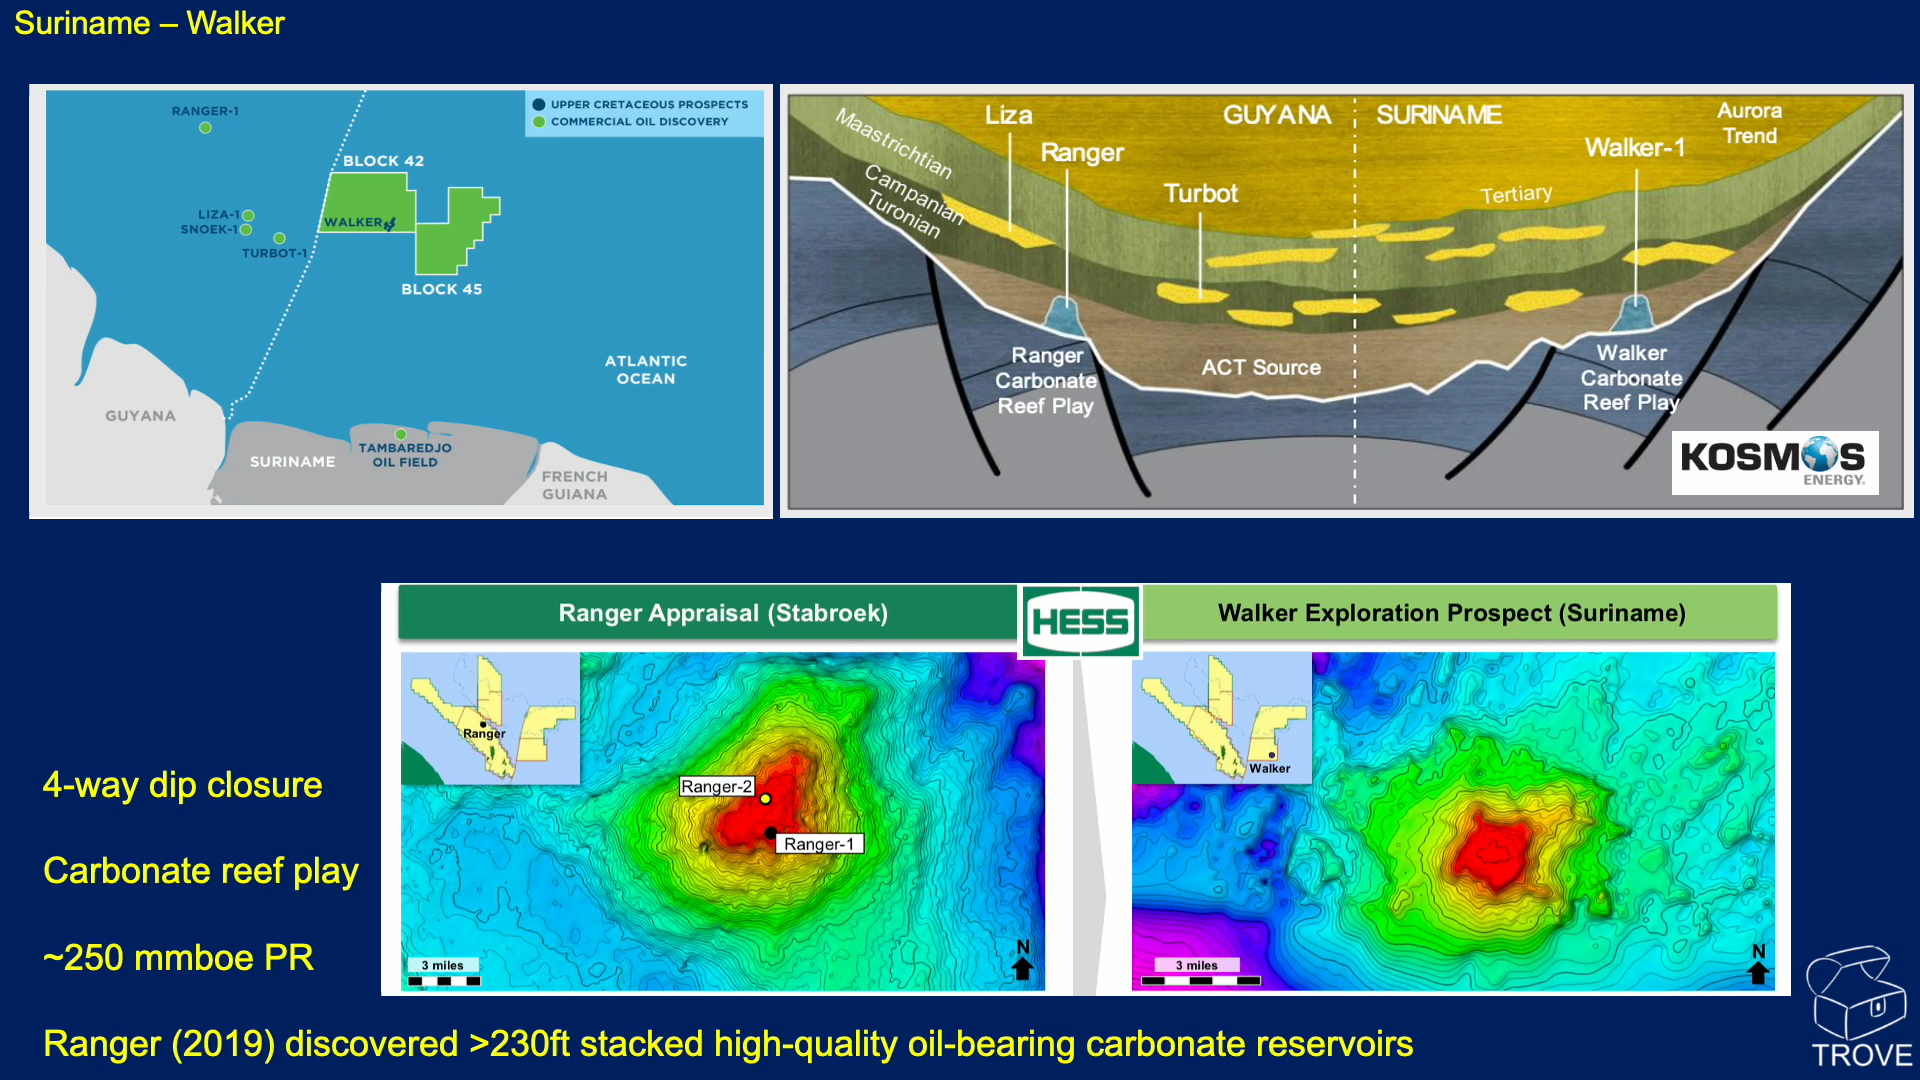 Suriname – Walker
UPPER CRETACEOUS PROSPECTS
COMMERCIAL OIL DISCOVERY
RANGER-1
BLOCK 42
LIZA-1
SNOEK-1
WALKER
TURBOT-1
BLOCK 45
ATLANTIC
OCEAN
GUYANA
SURINAME
TAMBAREDJO
OIL FIELD
FRENCH
GUIANA
Liza
GUYANA
SURINAME
Aurora
Trend
Maastrichtian
Ranger
Walker-1
Campanian
Turonian
Turbot
Tertiary
Ranger
Carbonate
Reef Play
ACT Source
Walker
Carbonate
Reef Play
KOSMOS
ENERGY.
Ranger Appraisal (Stabroek)
HESS
Walker Exploration Prospect (Suriname)
Ranger
Ranger-2
Ranger-1
3 miles
N
Walker
3 miles
N
4-way dip closure
Carbonate reef play
~250 mmboe PR
Ranger (2019) discovered >230ft stacked high-quality oil-bearing carbonate reservoirs
TROVE